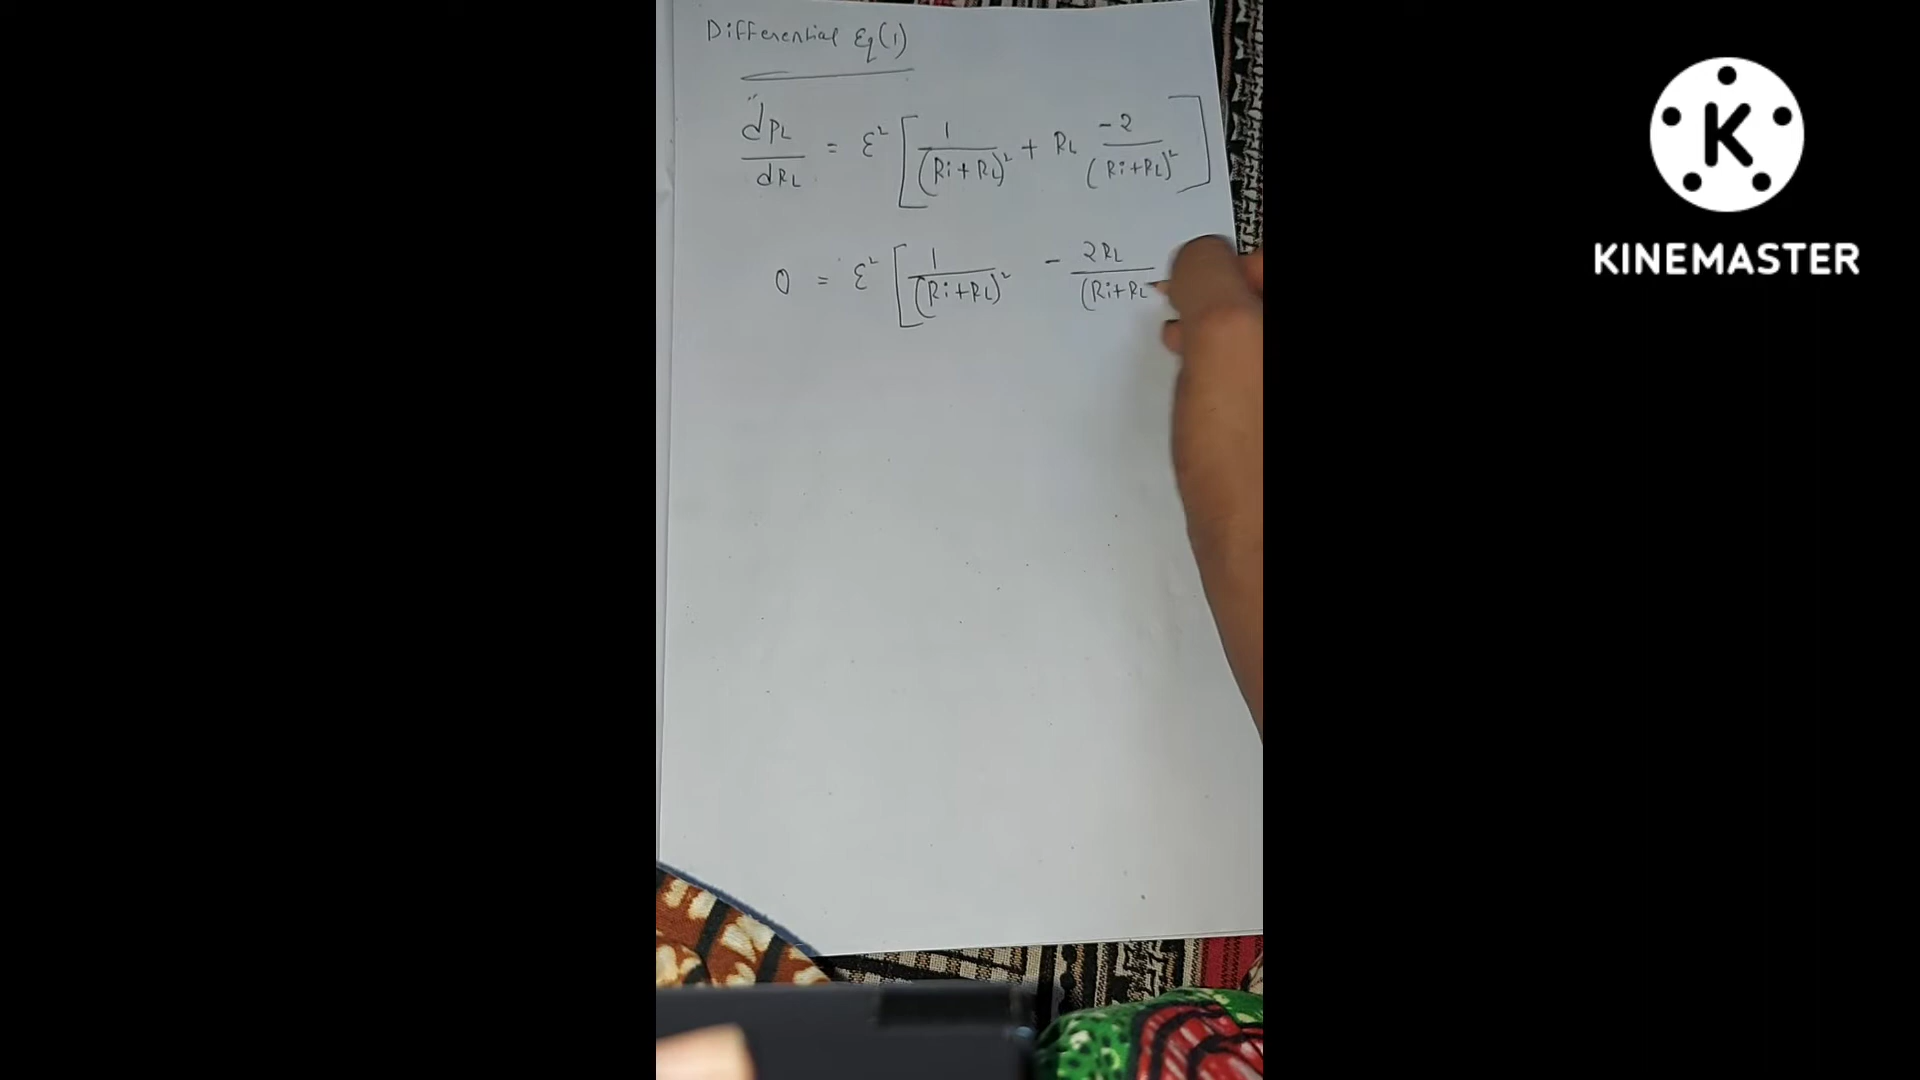 Differential Eq(1)
dPL/dRL = ε² [ 1/(Ri+RL)² + RL -2/(Ri+RL)² ]
0 = ε² [ 1/(Ri+RL)² - 2RL/(Ri+RL
KINEMASTER